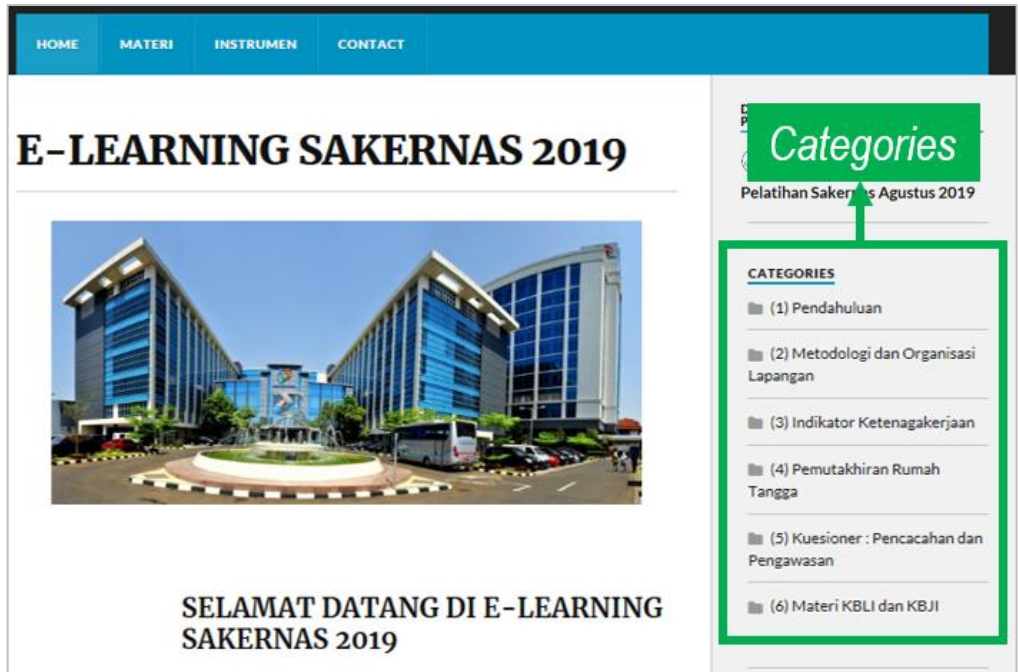 HOME MATERI INSTRUMEN CONTACT
E-LEARNING SAKERNAS 2019
SELAMAT DATANG DI E-LEARNING
SAKERNAS 2019
Categories
Pelatihan Sakernas Agustus 2019
CATEGORIES
(1) Pendahuluan
(2) Metodologi dan Organisasi
Lapangan
(3) Indikator Ketenagakerjaan
(4) Pemutakhiran Rumah
Tangga
(5) Kuesioner : Pencacahan dan
Pengawasan
(6) Materi KBLI dan KBJI